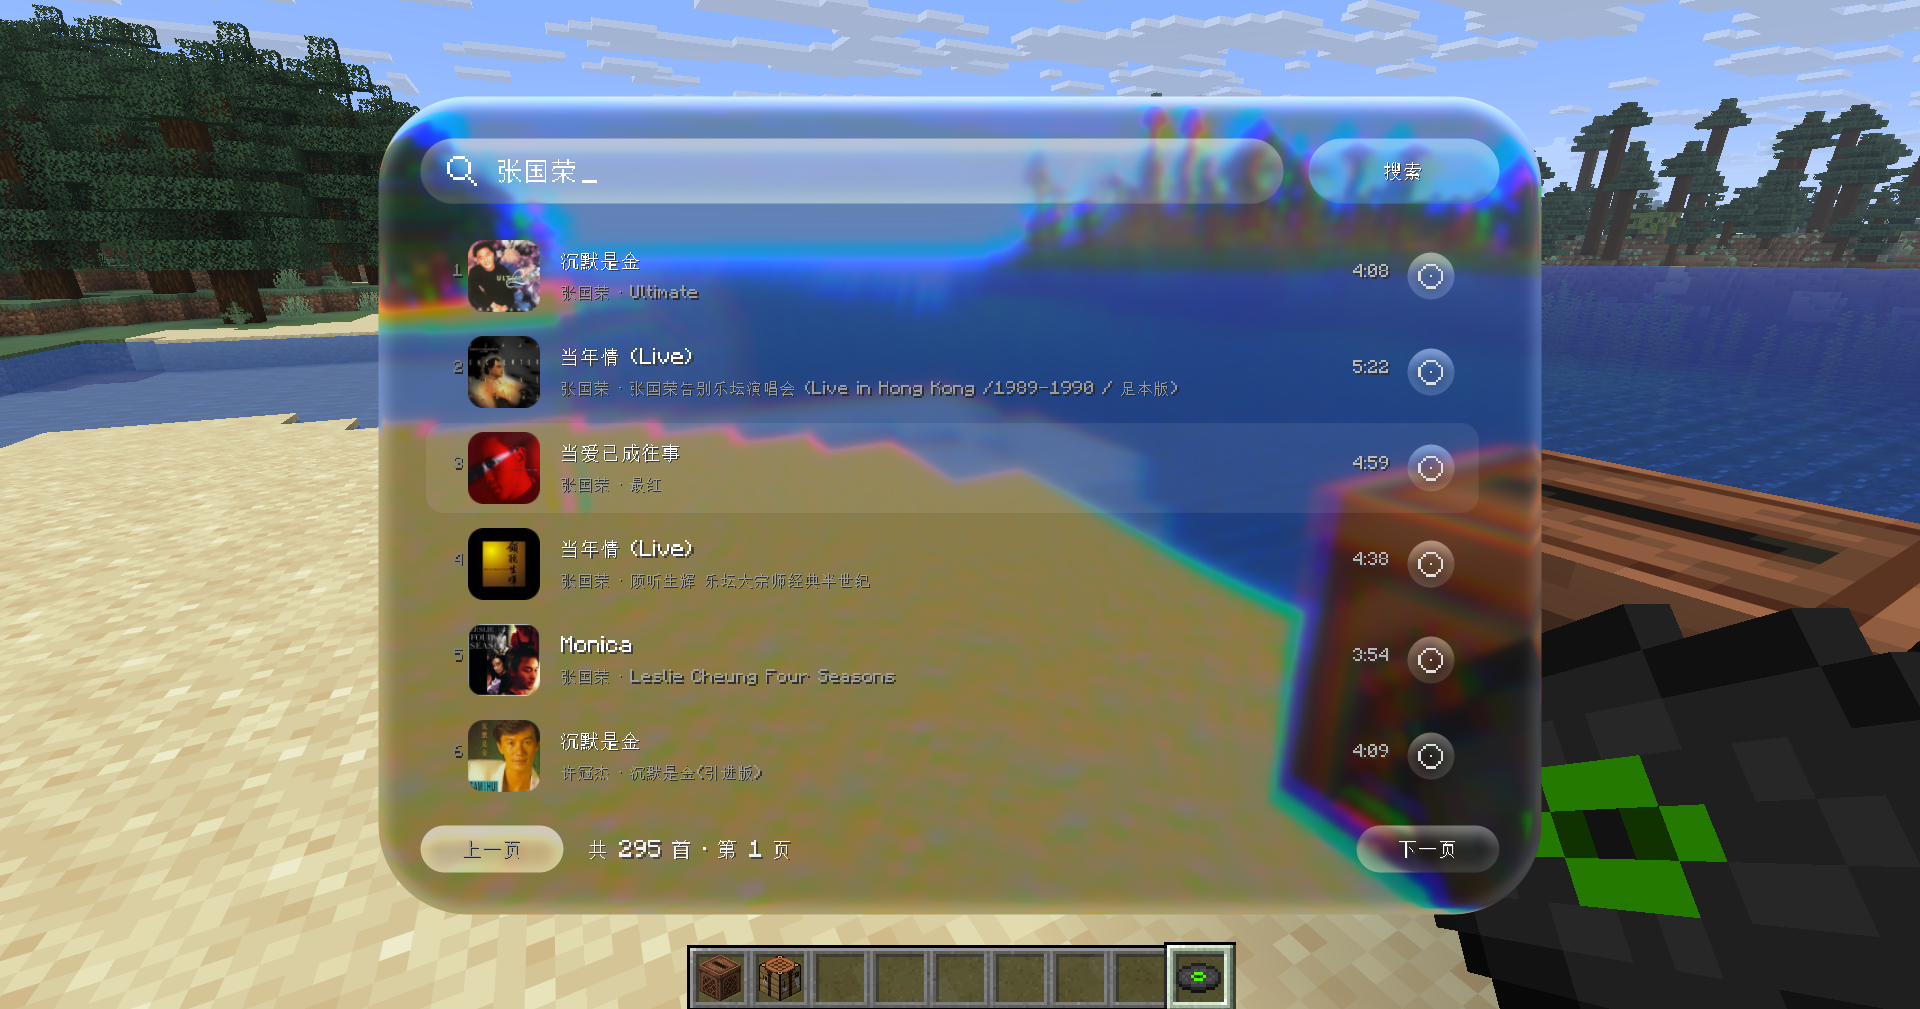 张国荣_
搜索
1
沉默是金
张国荣 · Ultimate
4:08
2
当年情 (Live)
张国荣 · 张国荣告别乐坛演唱会 (Live in Hong Kong /1989-1990 / 足本版)
5:22
3
当爱已成往事
张国荣 · 最红
4:59
4
当年情 (Live)
张国荣 · 顾听生辉 乐坛大宗师经典半世纪
4:38
5
Monica
张国荣 · Leslie Cheung Four Seasons
3:54
6
沉默是金
许冠杰 · 沉默是金(引进版)
4:09
上一页
共 295 首 · 第 1 页
下一页